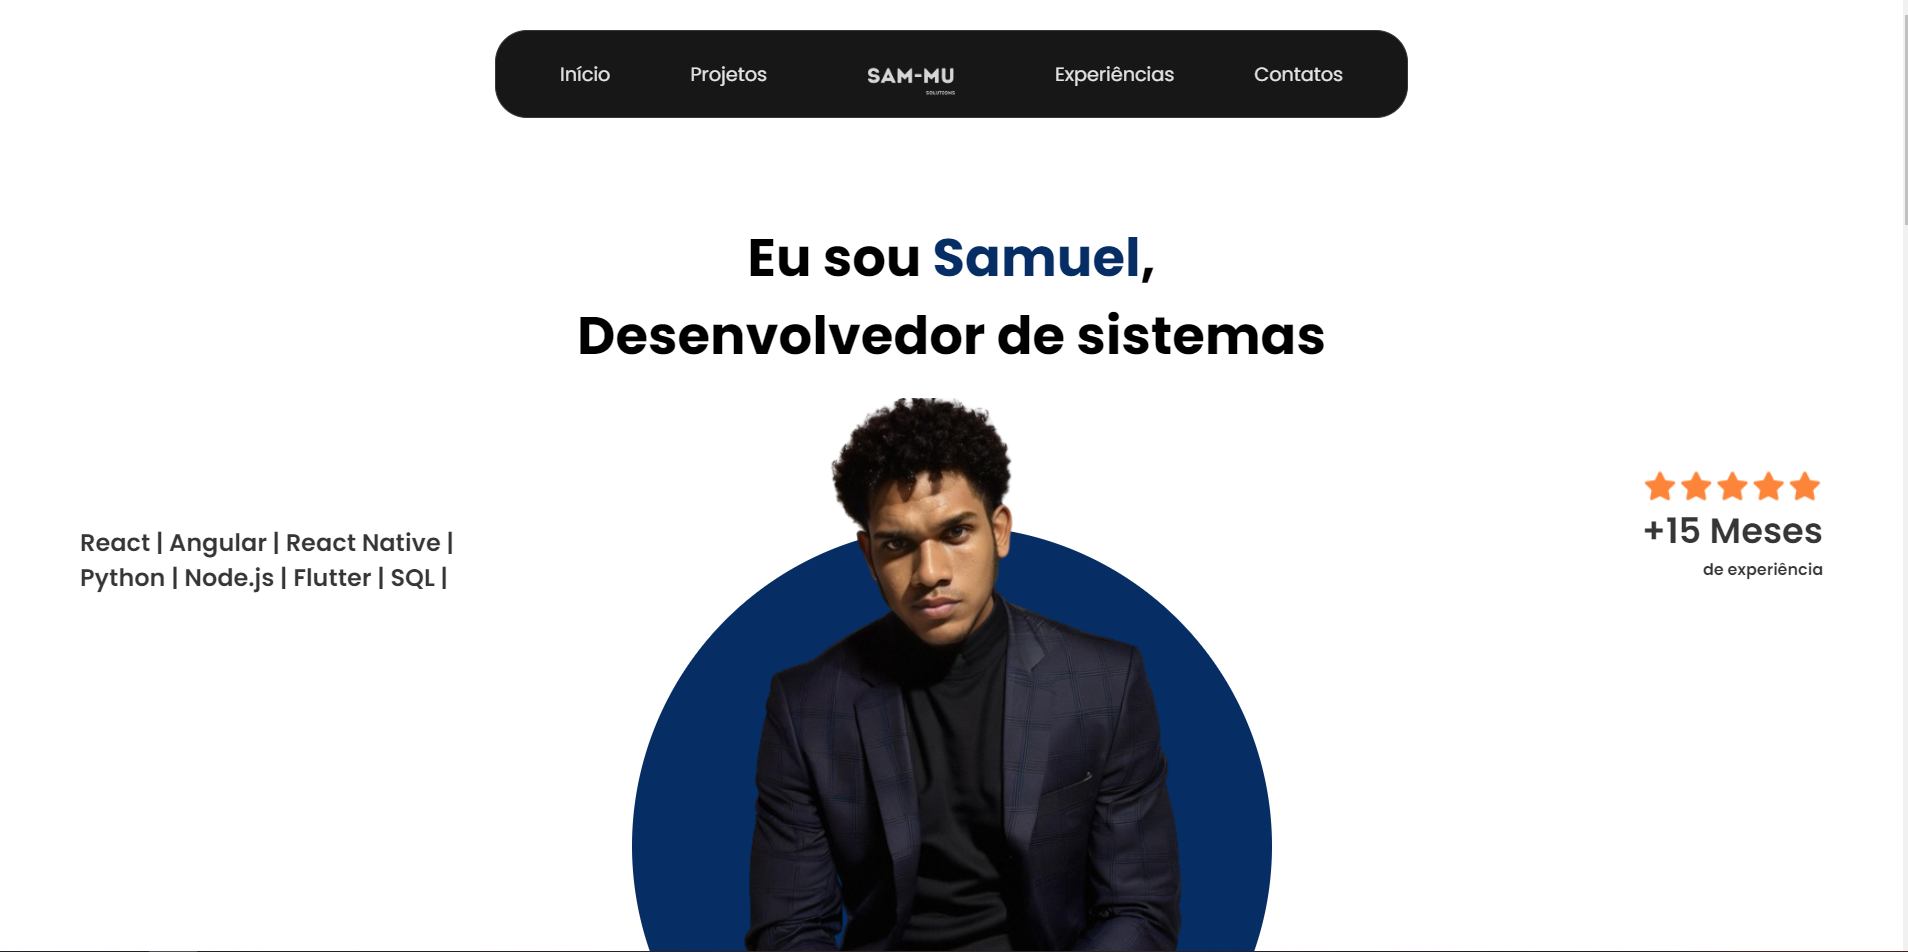 Início
Projetos
SAM-MU
SOLUTIONS
Experiências
Contatos
Eu sou Samuel,
Desenvolvedor de sistemas
React | Angular | React Native |
Python | Node.js | Flutter | SQL |
+15 Meses
de experiência